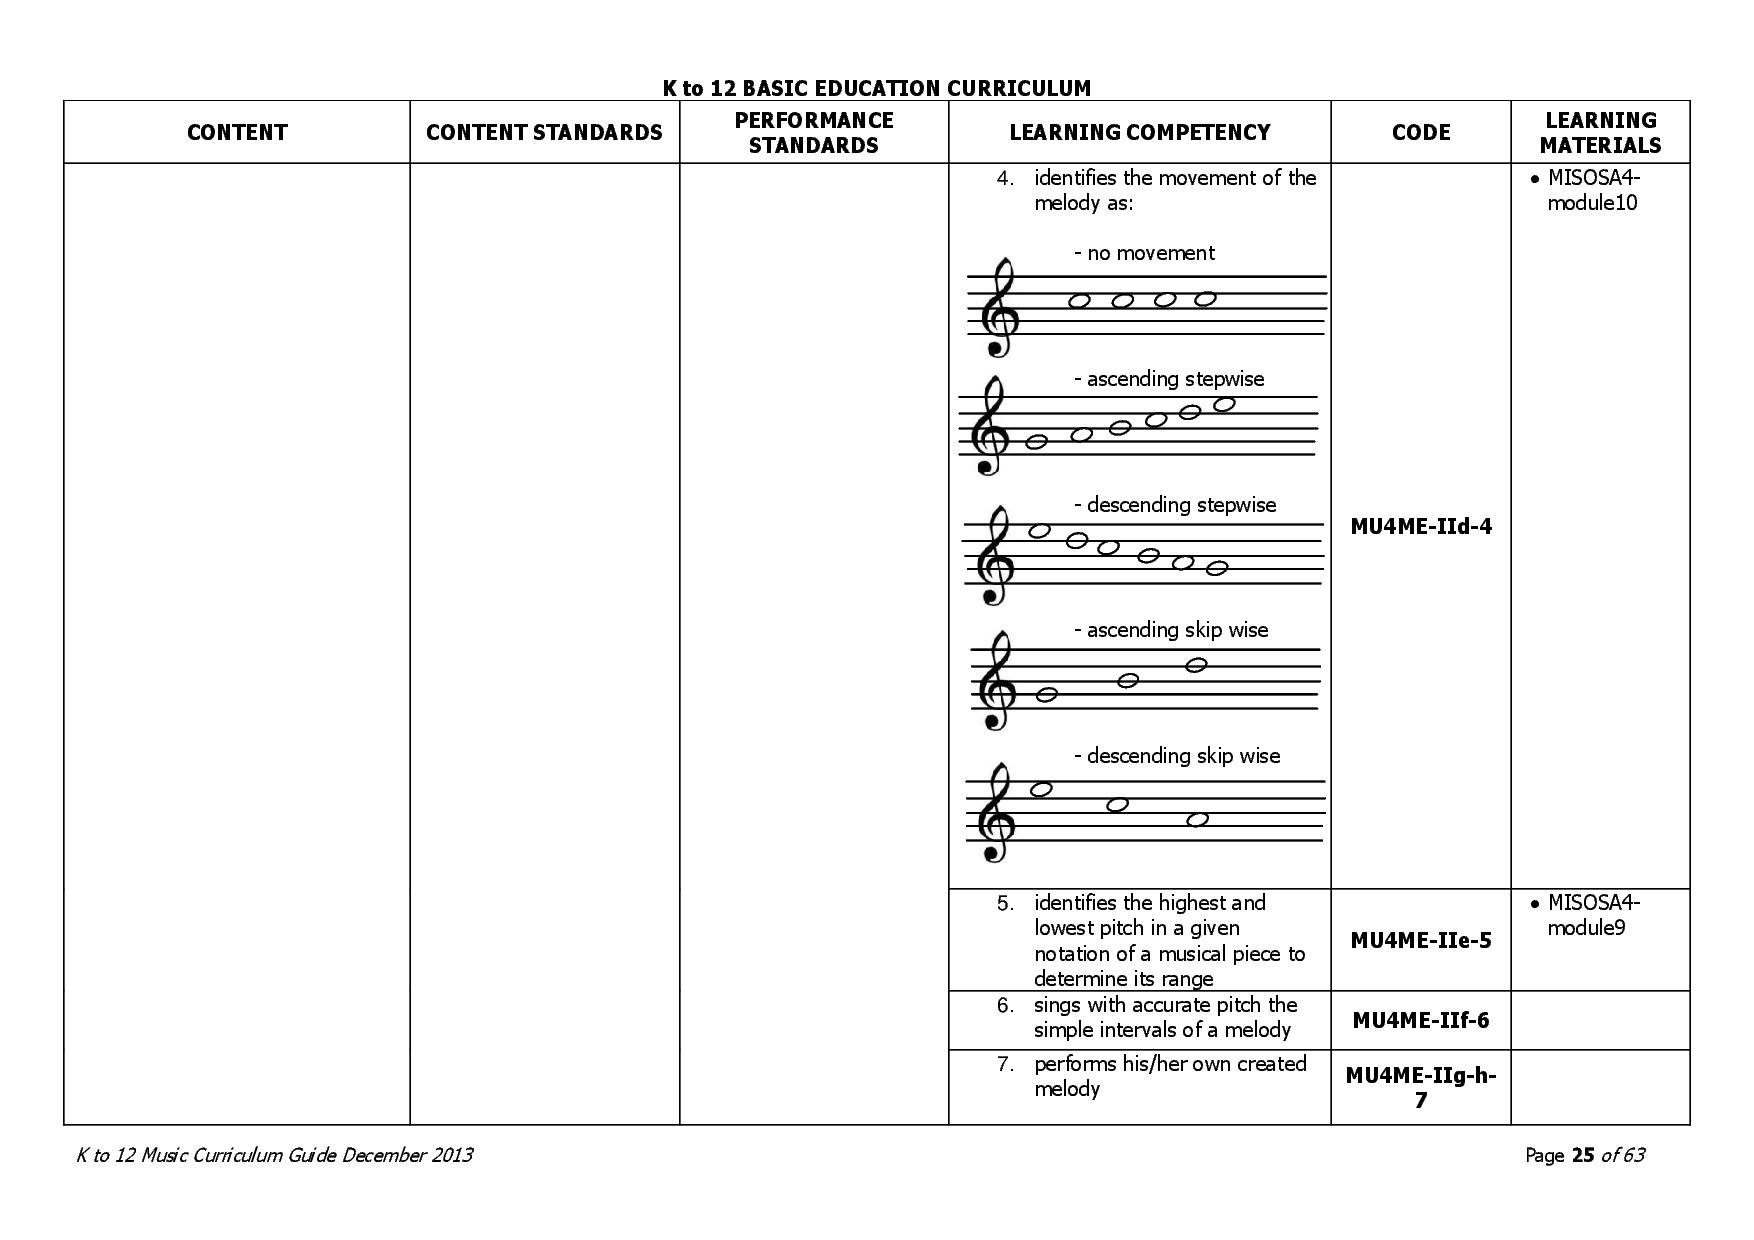 K to 12 BASIC EDUCATION CURRICULUM
CONTENT
CONTENT STANDARDS
PERFORMANCE
STANDARDS
LEARNING COMPETENCY
CODE
LEARNING
MATERIALS
4. identifies the movement of the
melody as:
- no movement
- ascending stepwise
- descending stepwise
- ascending skip wise
- descending skip wise
MU4ME-IId-4
• MISOSA4-
module10
5. identifies the highest and
lowest pitch in a given
notation of a musical piece to
determine its range
MU4ME-IIe-5
• MISOSA4-
module9
6. sings with accurate pitch the
simple intervals of a melody
MU4ME-IIf-6
7. performs his/her own created
melody
MU4ME-IIg-h-
7
K to 12 Music Curriculum Guide December 2013
Page 25 of 63